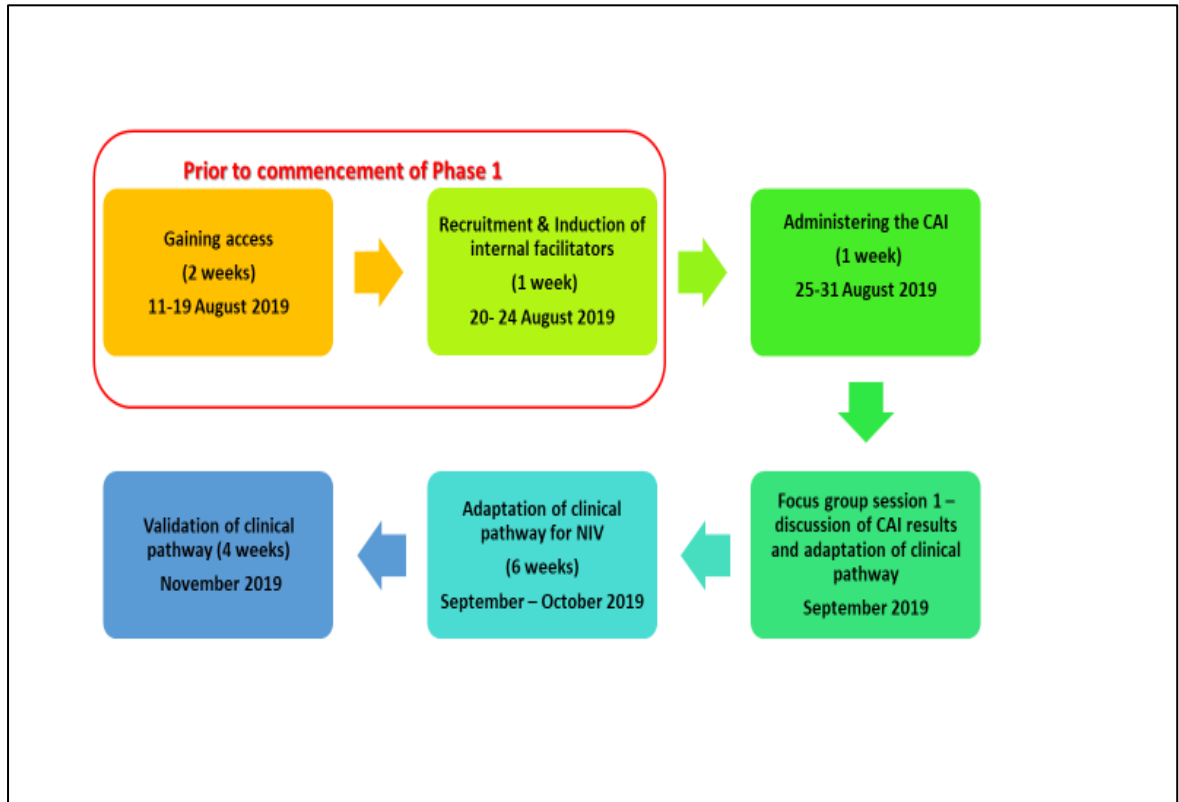 Prior to commencement of Phase 1
Gaining access
(2 weeks)
11-19 August 2019
Recruitment & Induction of
internal facilitators
(1 week)
20- 24 August 2019
Administering the CAI
(1 week)
25-31 August 2019
Focus group session 1 –
discussion of CAI results
and adaptation of clinical
pathway
September 2019
Adaptation of clinical
pathway for NIV
(6 weeks)
September – October 2019
Validation of clinical
pathway (4 weeks)
November 2019